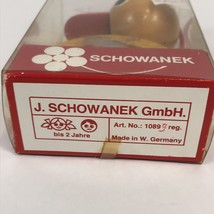 SCHOWANEK
J. SCHOWANEK GmbH.
bis 2 Jahre
Art. No.: 1089 g reg.
Made in W. Germany